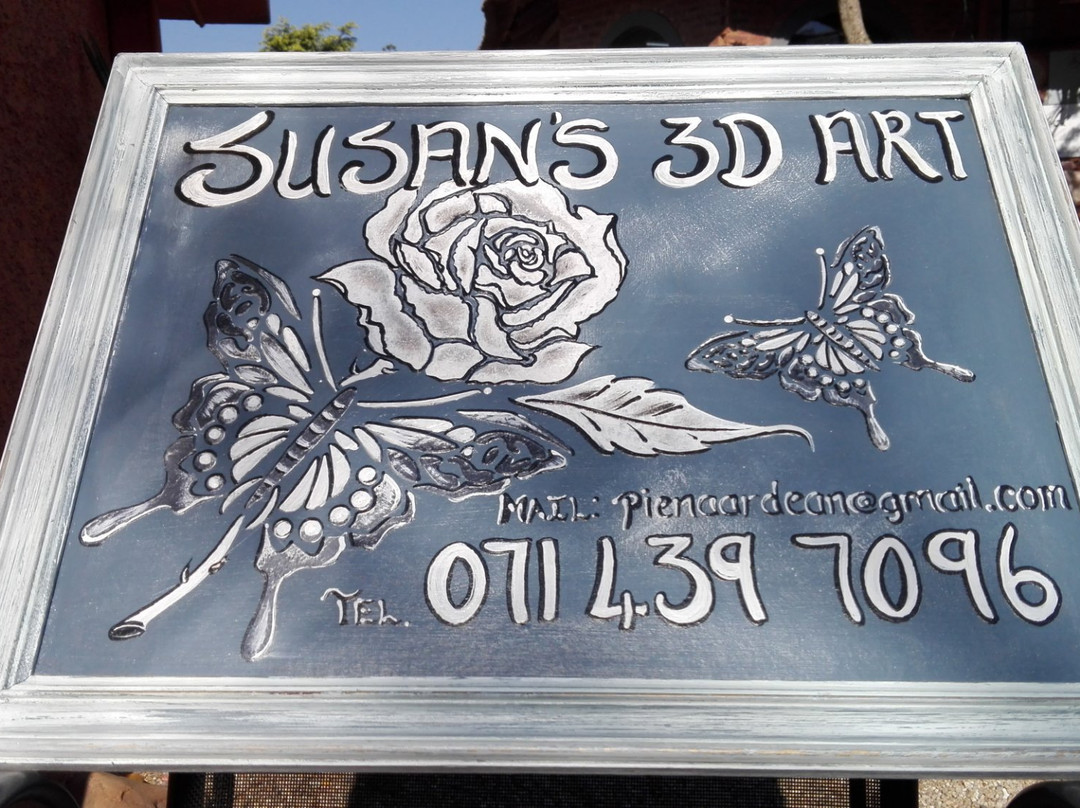 SUSAN'S 3D ART
MAIL: pienaardean@gmail.com
TEL. 071 439 7096